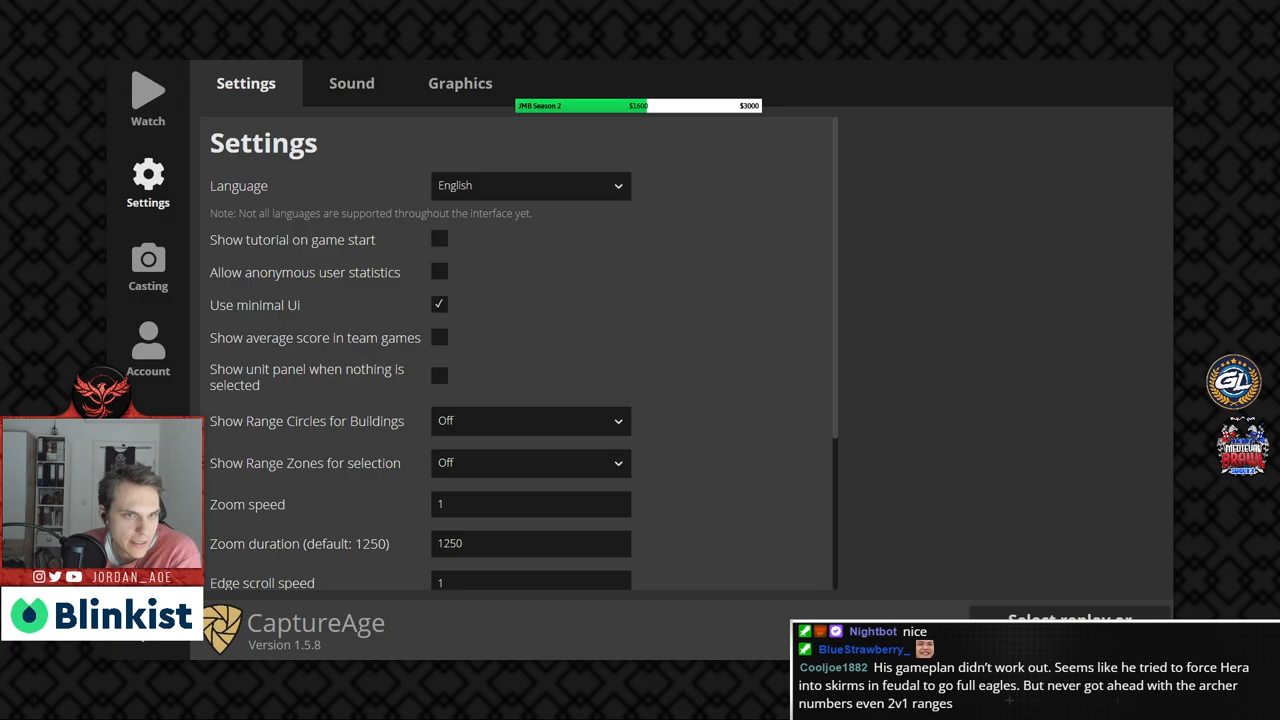 Settings
Sound
Graphics
JMB Season 2
$1600
$3000
Watch
Settings
Casting
Account
Settings
Language
English
Note: Not all languages are supported throughout the interface yet.
Show tutorial on game start
Allow anonymous user statistics
Use minimal Ui
Show average score in team games
Show unit panel when nothing is
selected
Show Range Circles for Buildings
Off
Show Range Zones for selection
Off
Zoom speed
1
Zoom duration (default: 1250)
1250
Edge scroll speed
1
GL
MEDIEVAL
BRAWL
JORDAN_AOE
Blinkist
CaptureAge
Version 1.5.8
Select replay or
Nightbot nice
BlueStrawberry_
Cooljoe1882 His gameplan didn't work out. Seems like he tried to force Hera
into skirms in feudal to go full eagles. But never got ahead with the archer
numbers even 2v1 ranges